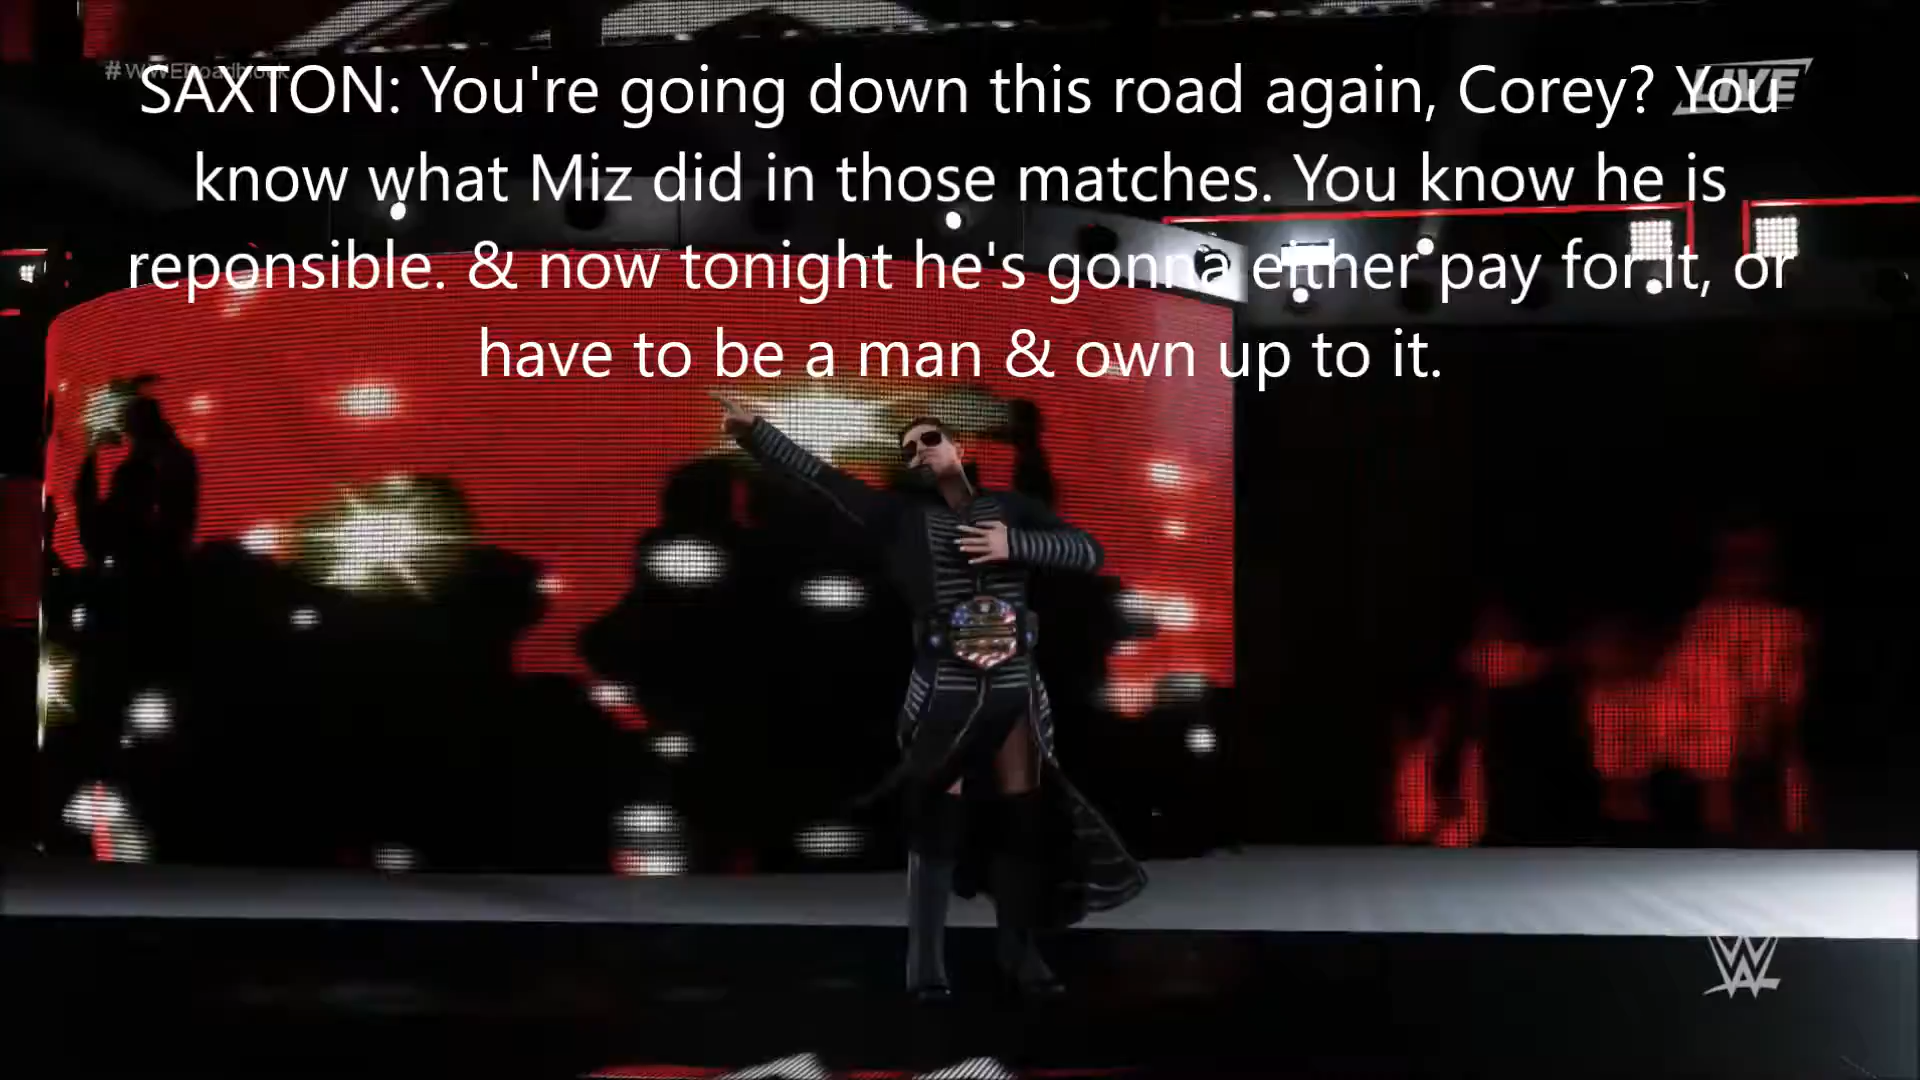 #WWERoadblock
LIVE
SAXTON: You're going down this road again, Corey? You
know what Miz did in those matches. You know he is
reponsible. & now tonight he's gonna either pay for it, or
have to be a man & own up to it.
W